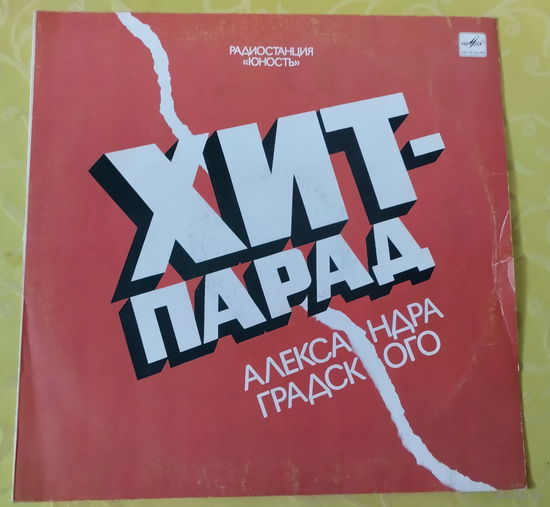 РАДИОСТАНЦИЯ
«ЮНОСТЬ»
ХИТ-
ПАРАД
АЛЕКСАНДРА
ГРАДСКОГО